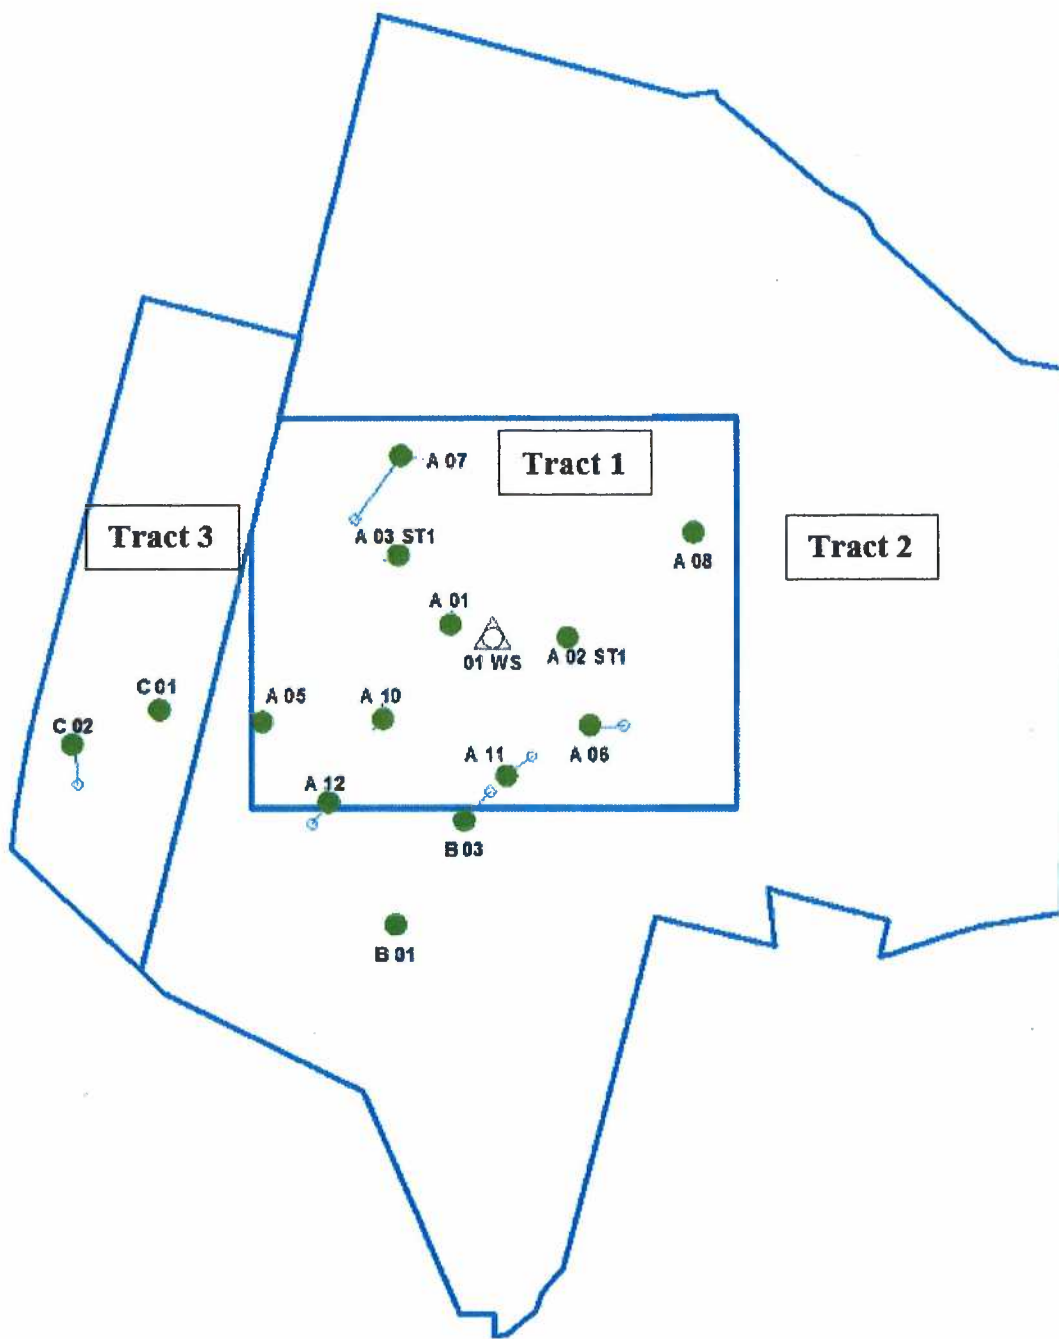 A 07
Tract 1
Tract 3
A 03 ST1
Tract 2
A 08
A 01
01 WS
A 02 ST1
C 01
A 05
A 10
C 02
A 06
A 11
A 12
B 03
B 01